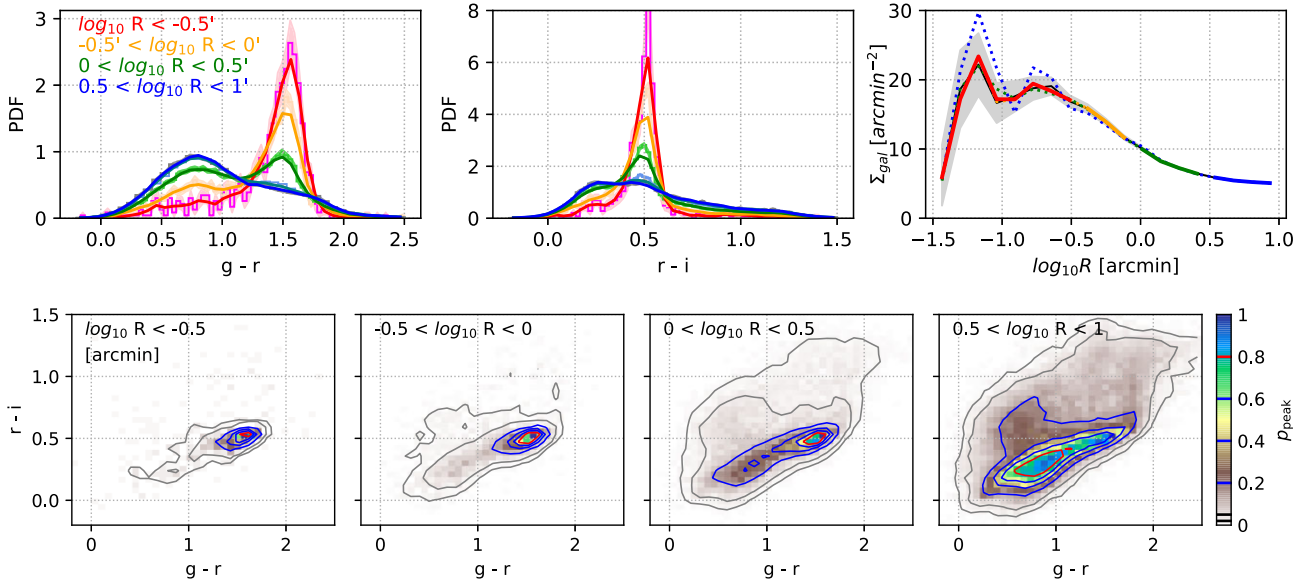 log₁₀ R < -0.5'
-0.5' < log₁₀ R < 0'
0 < log₁₀ R < 0.5'
0.5 < log₁₀ R < 1'
PDF
3
2
1
0
0.0 0.5 1.0 1.5 2.0 2.5
g - r
PDF
8
6
4
2
0
0.0 0.5 1.0 1.5
r - i
Σgal [arcmin⁻²]
30
20
10
0
−1.5 −1.0 −0.5 0.0 0.5 1.0
log₁₀R [arcmin]
r - i
1.5
1.0
0.5
0.0
log₁₀ R < -0.5
[arcmin]
0 1 2
g - r
-0.5 < log₁₀ R < 0
0 1 2
g - r
0 < log₁₀ R < 0.5
0 1 2
g - r
0.5 < log₁₀ R < 1
0 1 2
g - r
1
0.8
0.6
0.4
0.2
0
ppeak